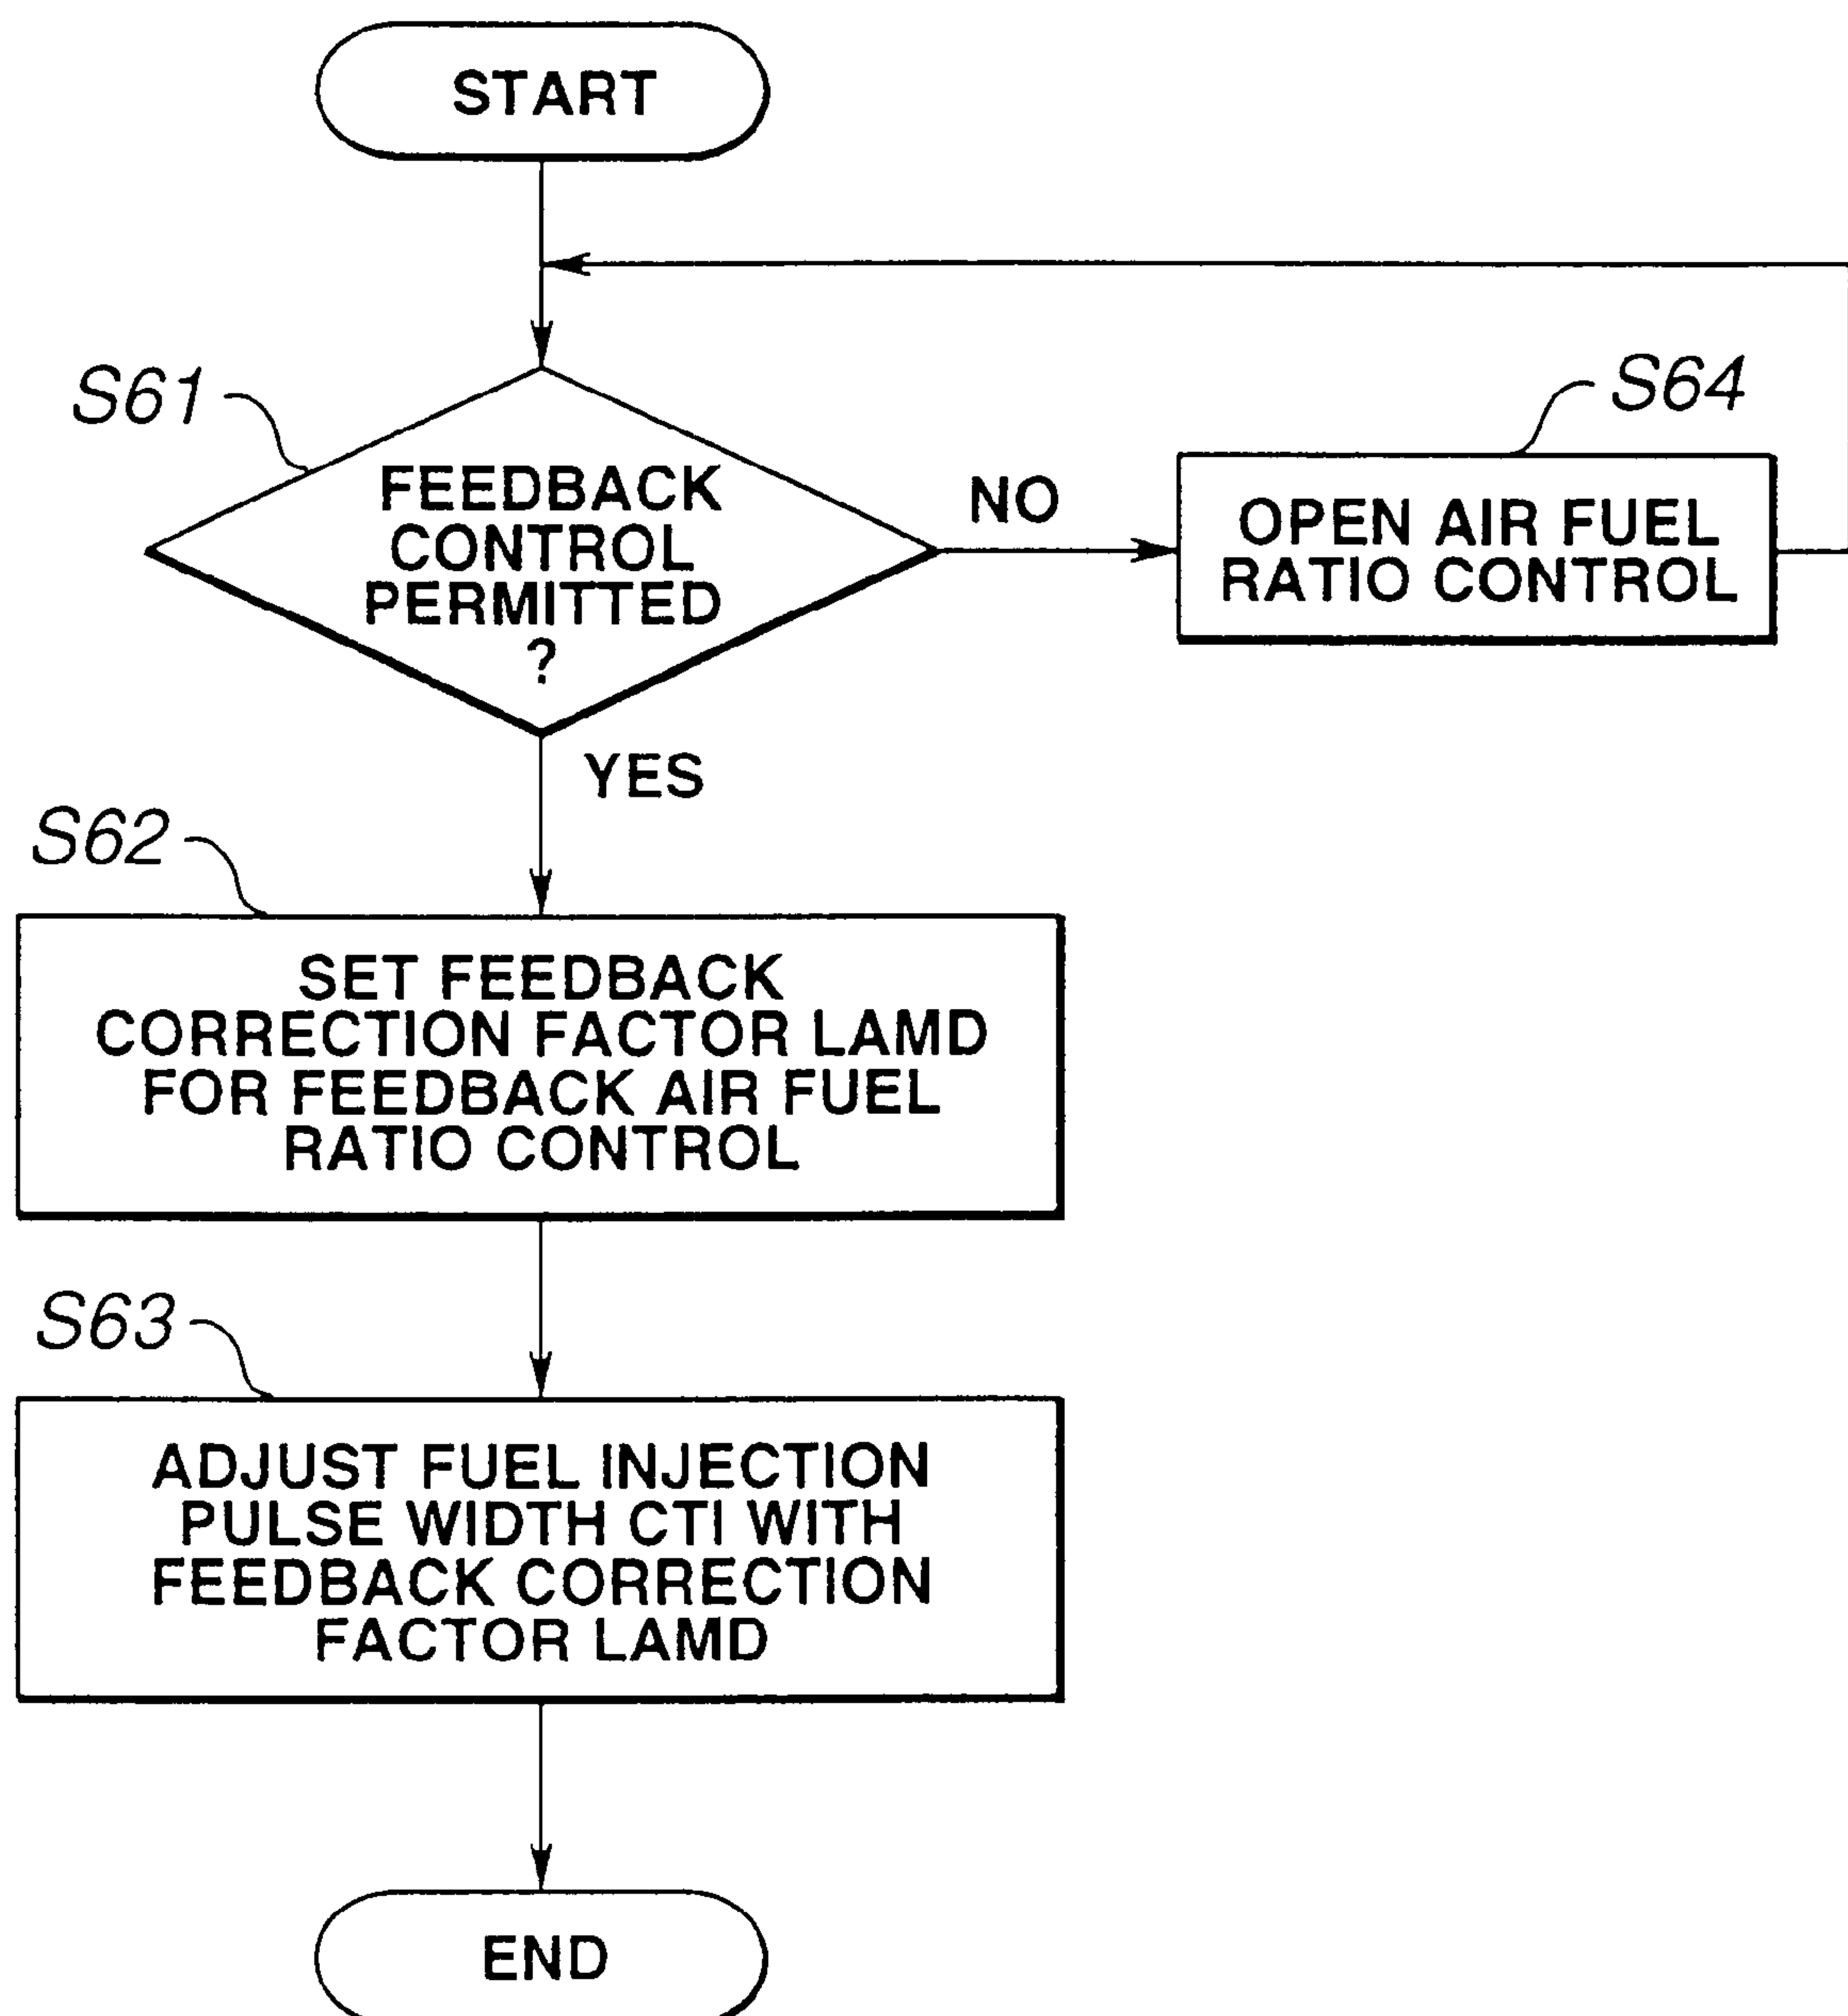 START
S61
FEEDBACK
CONTROL
PERMITTED
?
NO
S64
OPEN AIR FUEL
RATIO CONTROL
YES
S62
SET FEEDBACK
CORRECTION FACTOR LAMD
FOR FEEDBACK AIR FUEL
RATIO CONTROL
S63
ADJUST FUEL INJECTION
PULSE WIDTH CTI WITH
FEEDBACK CORRECTION
FACTOR LAMD
END